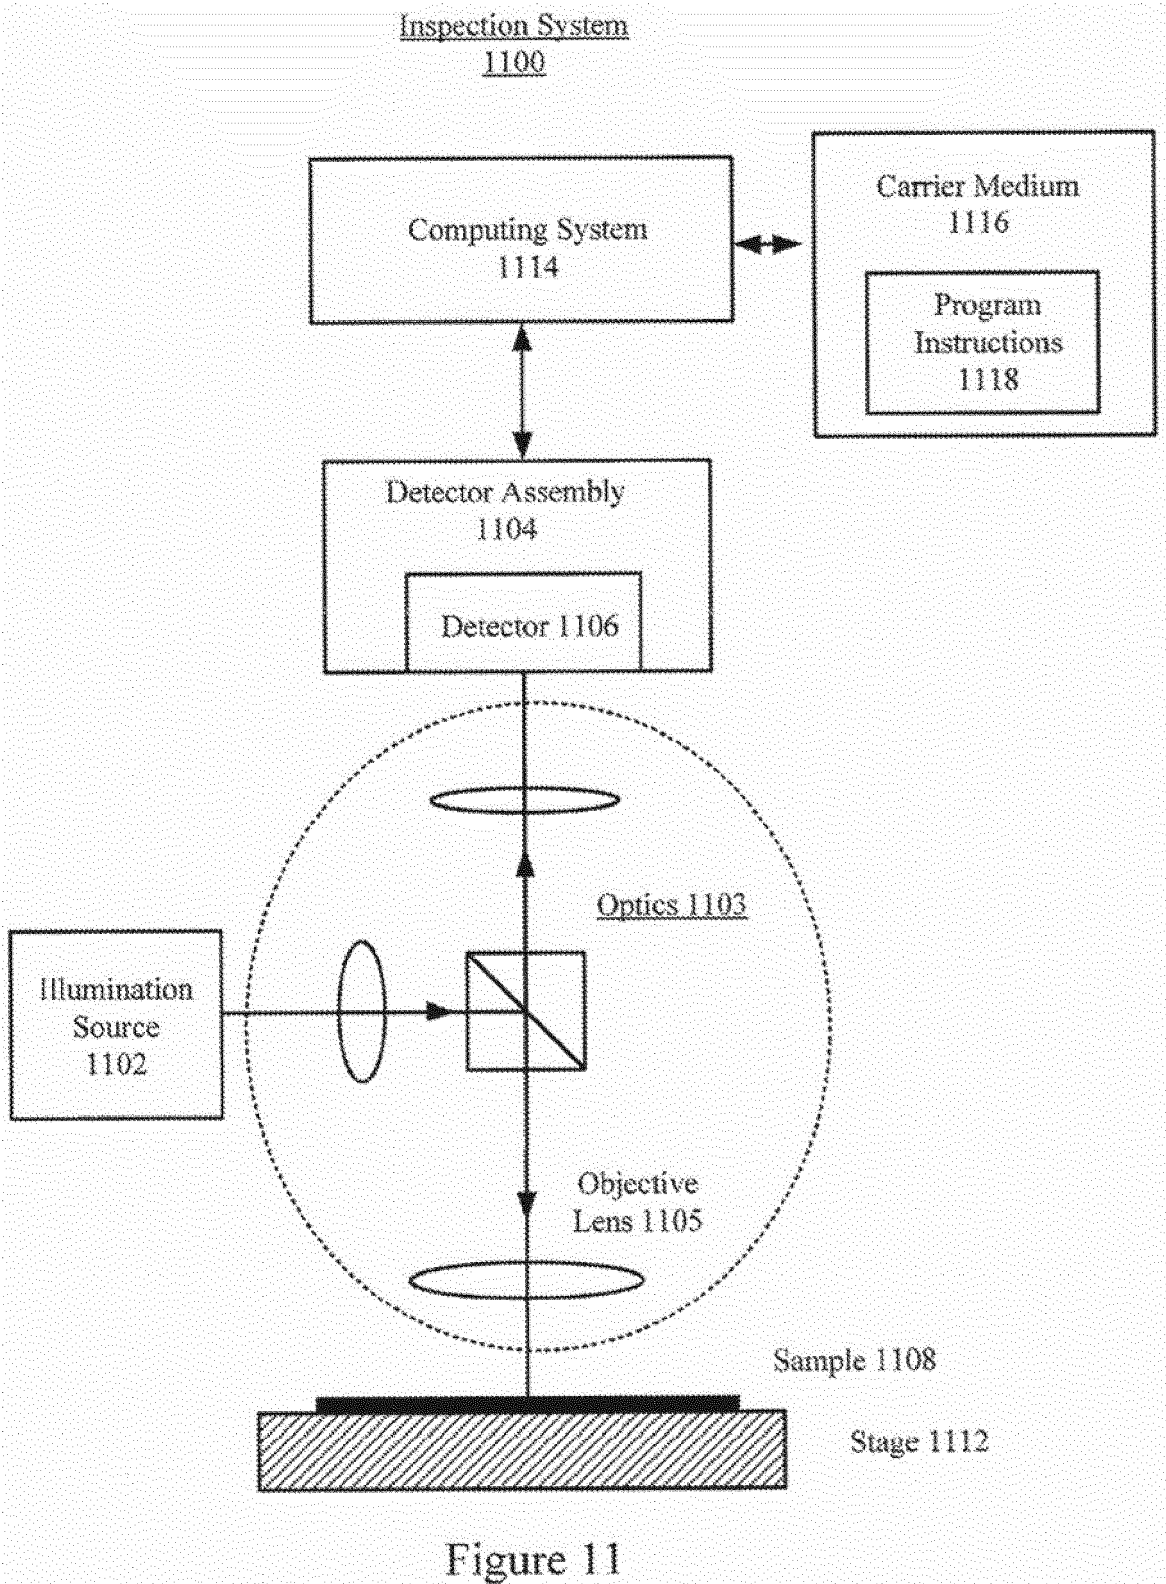 Inspection System
1100
Computing System
1114
Carrier Medium
1116
Program
Instructions
1118
Detector Assembly
1104
Detector 1106
Optics 1103
Illumination
Source
1102
Objective
Lens 1105
Sample 1108
Stage 1112
Figure 11